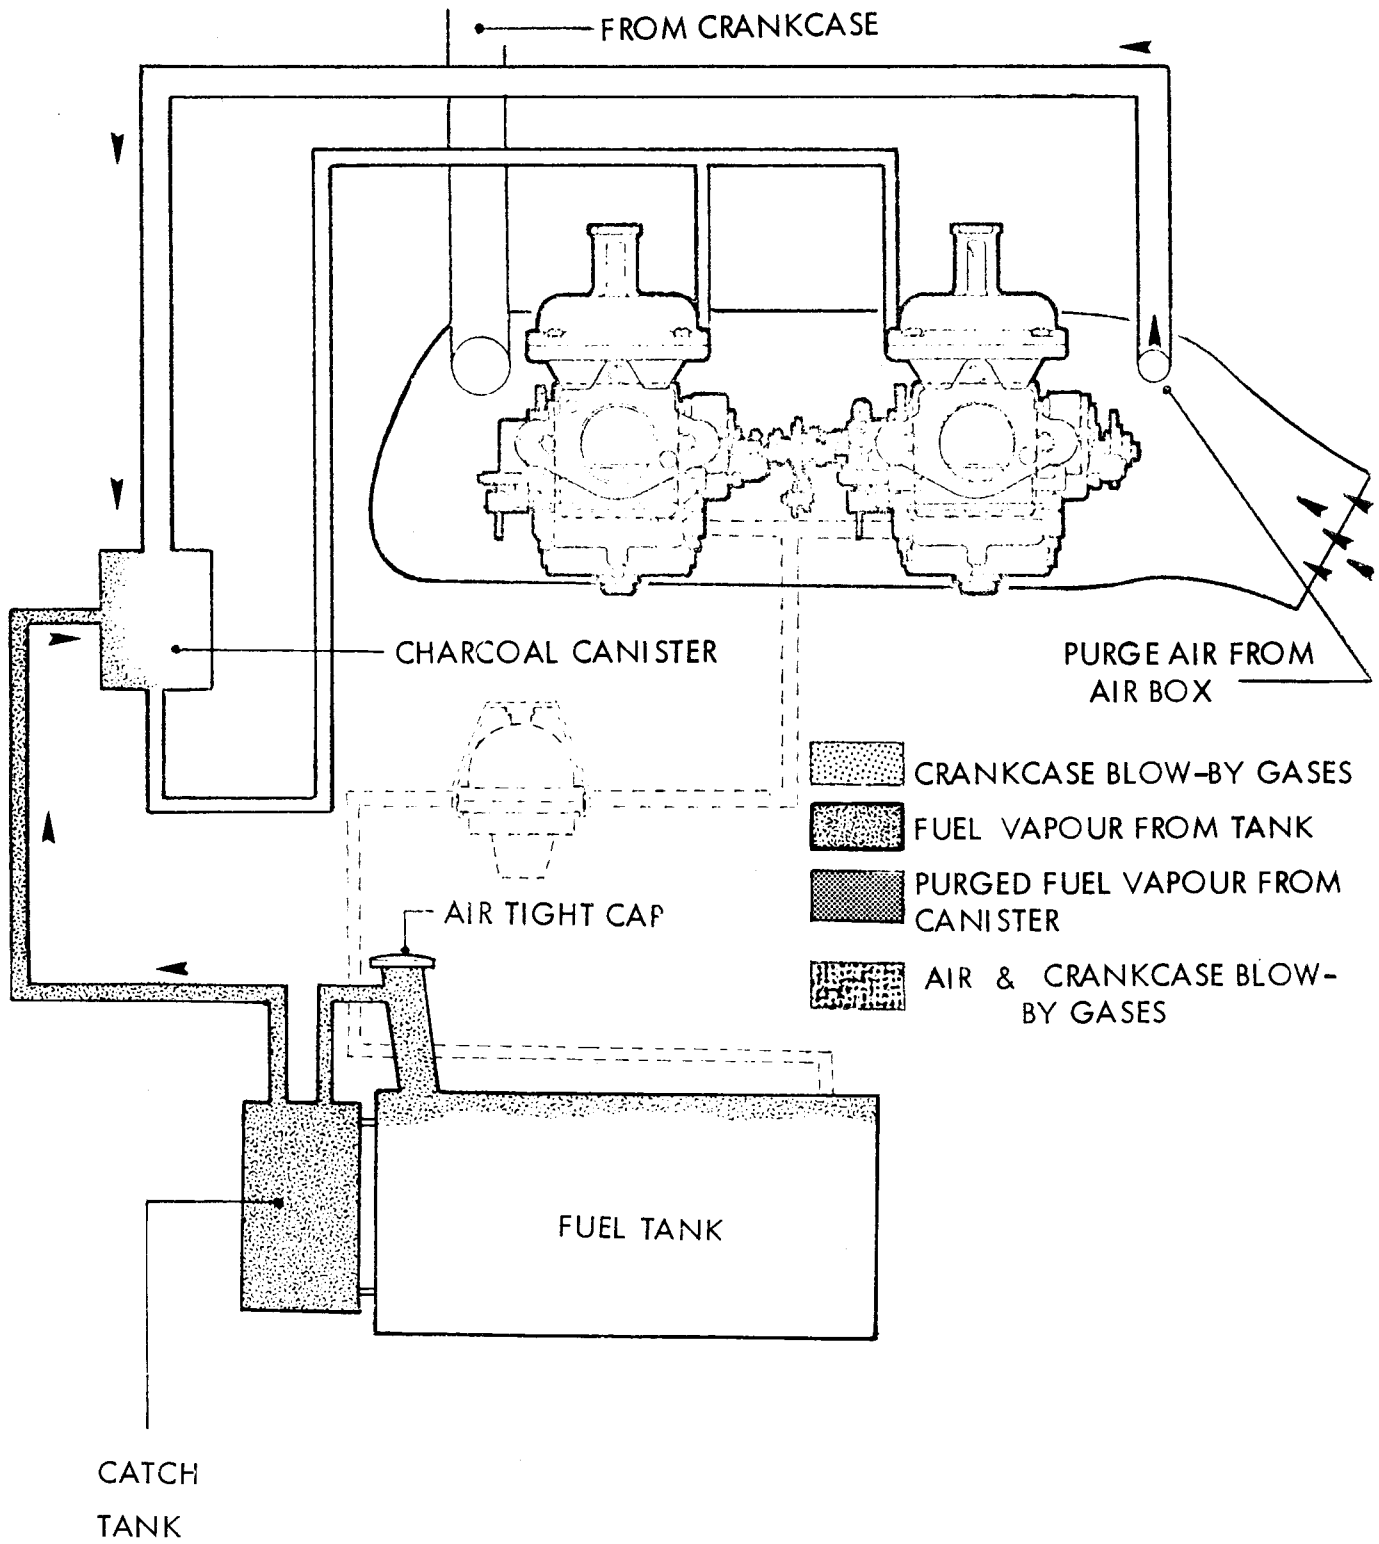 FROM CRANKCASE
CHARCOAL CANISTER
PURGE AIR FROM
AIR BOX
CRANKCASE BLOW-BY GASES
FUEL VAPOUR FROM TANK
PURGED FUEL VAPOUR FROM
CANISTER
AIR TIGHT CAP
AIR & CRANKCASE BLOW-
BY GASES
FUEL TANK
CATCH
TANK